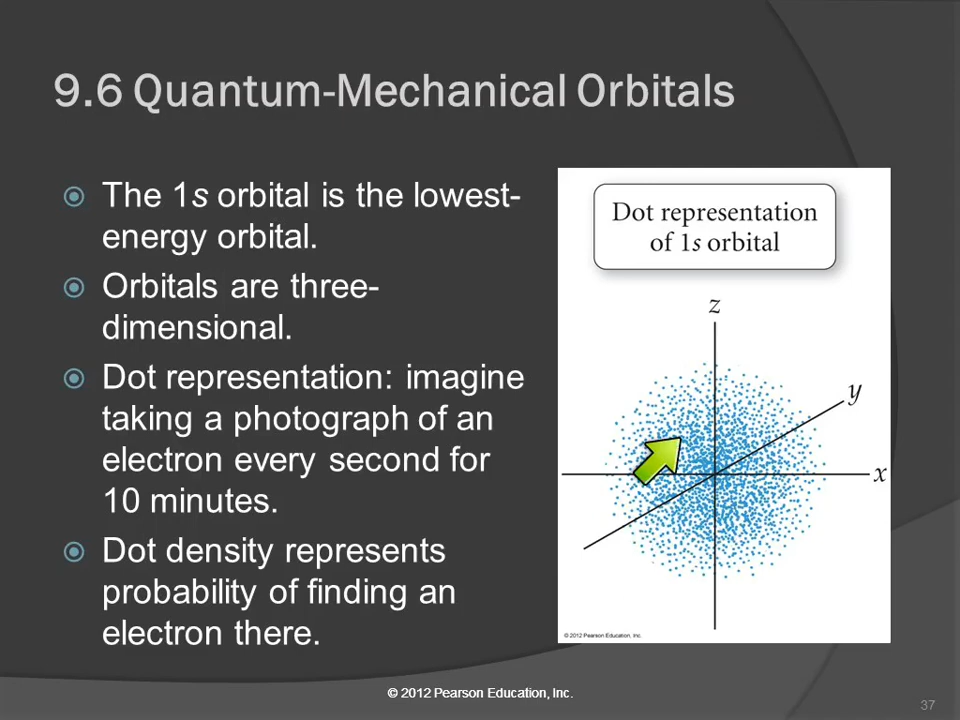 9.6 Quantum-Mechanical Orbitals
The 1s orbital is the lowest-
energy orbital.
Orbitals are three-
dimensional.
Dot representation: imagine
taking a photograph of an
electron every second for
10 minutes.
Dot density represents
probability of finding an
electron there.
Dot representation
of 1s orbital
z
y
x
© 2012 Pearson Education, Inc.
© 2012 Pearson Education, Inc.
37